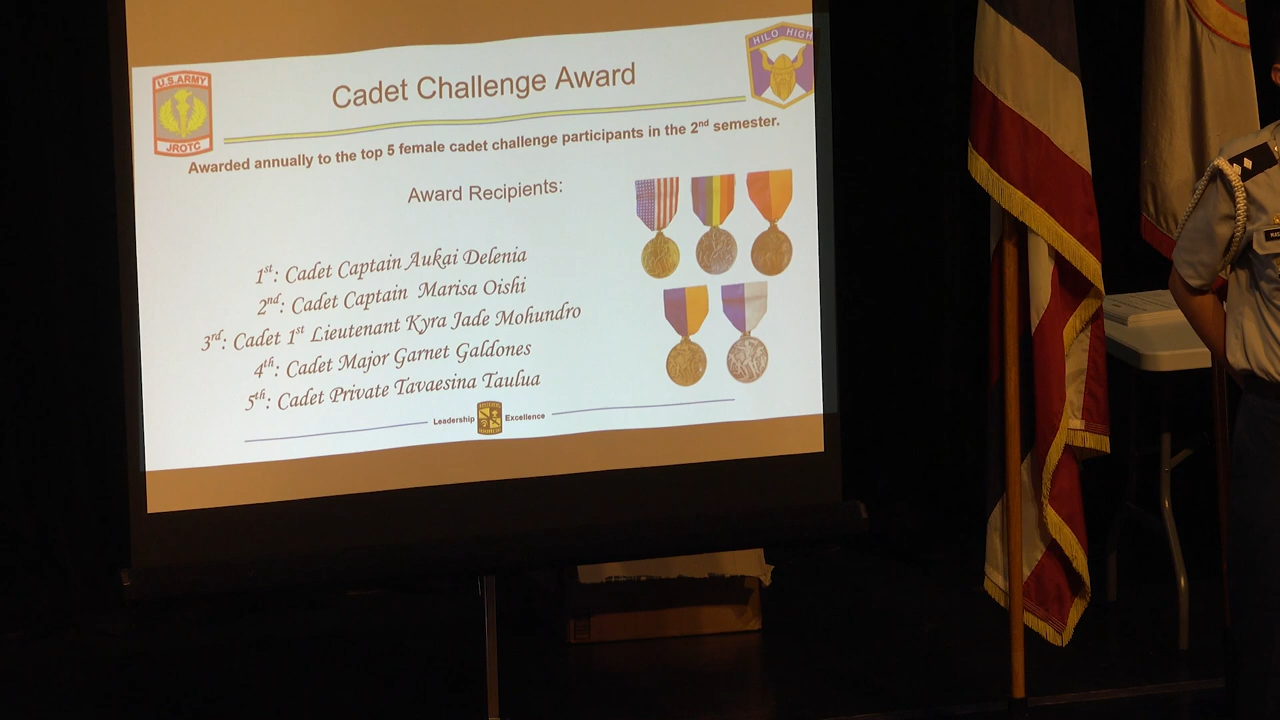 U.S.ARMY
JROTC
HILO HIGH
Cadet Challenge Award
Awarded annually to the top 5 female cadet challenge participants in the 2nd semester.
Award Recipients:
1st: Cadet Captain Aukai Delenia
2nd: Cadet Captain Marisa Oishi
3rd: Cadet 1st Lieutenant Kyra Jade Mohundro
4th: Cadet Major Garnet Galdones
5th: Cadet Private Tavaesina Taulua
Leadership Excellence